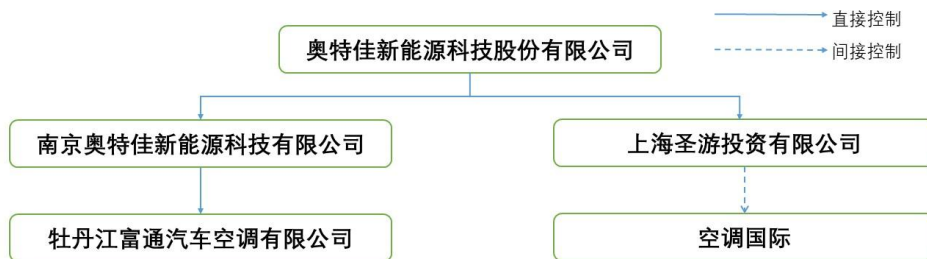 直接控制
奥特佳新能源科技股份有限公司
间接控制
南京奥特佳新能源科技有限公司
上海圣游投资有限公司
牡丹江富通汽车空调有限公司
空调国际